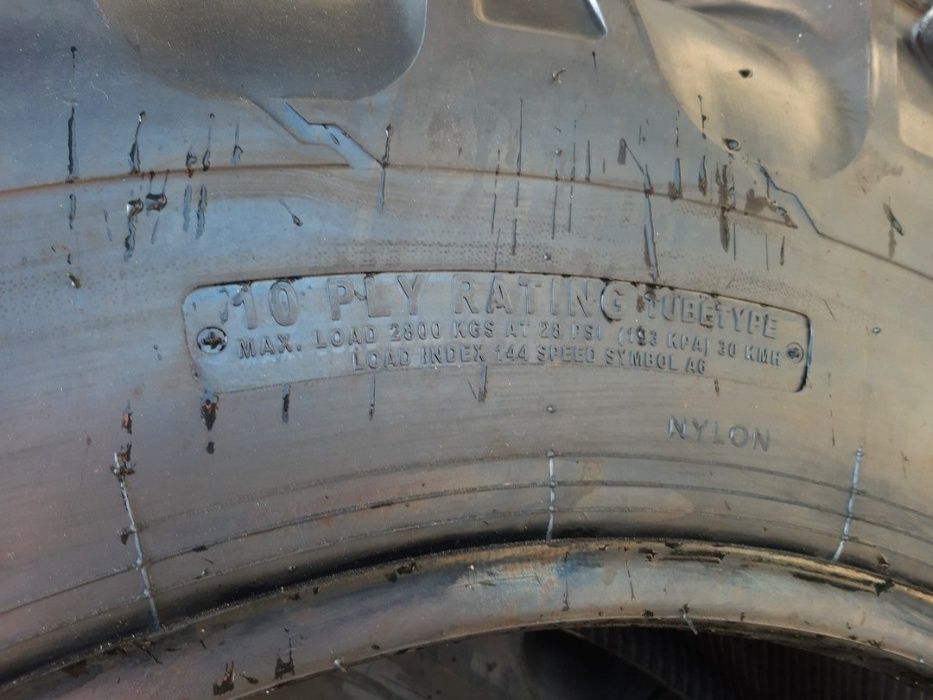 10 PLY RATING TUBETYPE
MAX. LOAD 2800 KGS AT 28 PSI (193 KPA) 30 KMH
LOAD INDEX 144 SPEED SYMBOL A6
NYLON